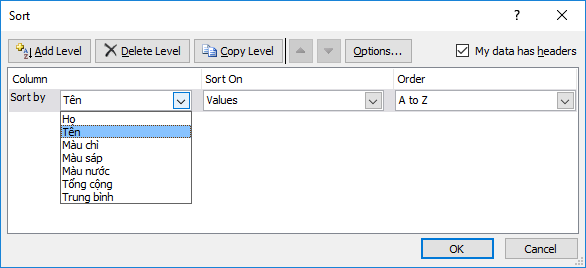 Sort
?
Add Level
Delete Level
Copy Level
Options...
My data has headers
Column
Sort On
Order
Sort by
Tên
Values
A to Z
Họ
Tên
Màu chì
Màu sáp
Màu nước
Tổng cộng
Trung bình
OK
Cancel